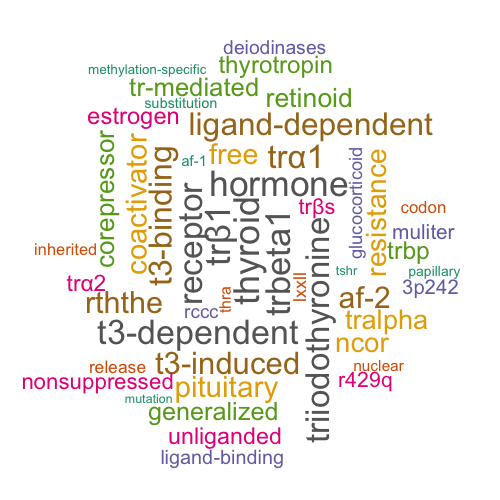 deiodinases
methylation-specific
thyrotropin
tr-mediated
substitution
retinoid
estrogen
ligand-dependent
corepressor
coactivator
t3-binding
af-1
free
trα1
glucocorticoid
resistance
hormone
receptor
trβ1
thyroid
trbeta1
trβs
codon
muliter
inherited
trbp
tshr
papillary
trα2
3p242
rththe
rccc
thra
lxxll
triiodothyronine
af-2
t3-dependent
tralpha
ncor
release
t3-induced
nuclear
nonsuppressed
pituitary
r429q
mutation
generalized
unliganded
ligand-binding